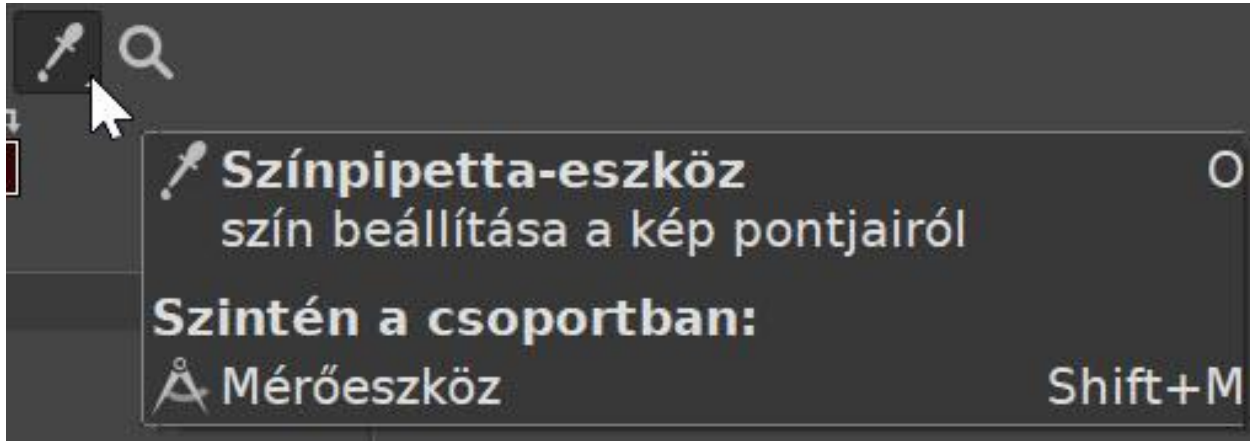 Színpipetta-eszköz O
szín beállítása a kép pontjairól
Szintén a csoportban:
Mérőeszköz Shift+M